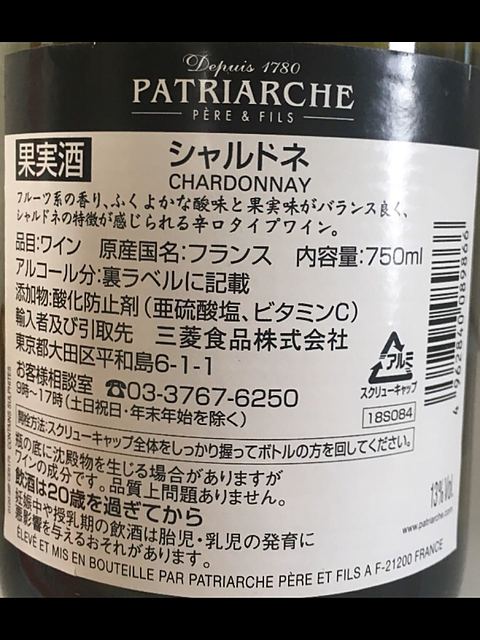 Depuis 1780
PATRIARCHE
PÈRE & FILS
果実酒
シャルドネ
CHARDONNAY
フルーツ系の香り、ふくよかな酸味と果実味がバランス良く、
シャルドネの特徴が感じられる辛口タイプワイン。
品目:ワイン 原産国名:フランス 内容量:750ml
アルコール分:裏ラベルに記載
添加物:酸化防止剤(亜硫酸塩、ビタミンC)
輸入者及び引取先 三菱食品株式会社
東京都大田区平和島6-1-1
お客様相談室 ☎03-3767-6250
9時~17時(土日祝日・年末年始を除く)
アルミ
スクリューキャップ
18S084
開栓方法:スクリューキャップ全体をしっかり握ってボトルの方を回してください。
瓶の底に沈殿物を生じる場合がありますが
ワインの成分です。品質上問題ありません。
飲酒は20歳を過ぎてから
妊娠中や授乳期の飲酒は胎児・乳児の発育に
悪影響を与えるおそれがあります。
ÉLEVÉ ET MIS EN BOUTEILLE PAR PATRIARCHE PÈRE ET FILS A F-21200 FRANCE
13% Vol.
www.patriarche.com
4 962840 089866
CONTAINS SULPHITES